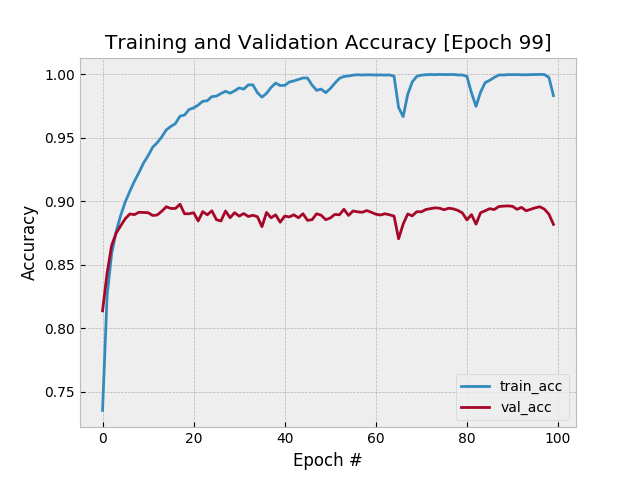 Training and Validation Accuracy [Epoch 99]
1.00
0.95
0.90
0.85
0.80
0.75
Accuracy
train_acc
val_acc
0 20 40 60 80 100
Epoch #